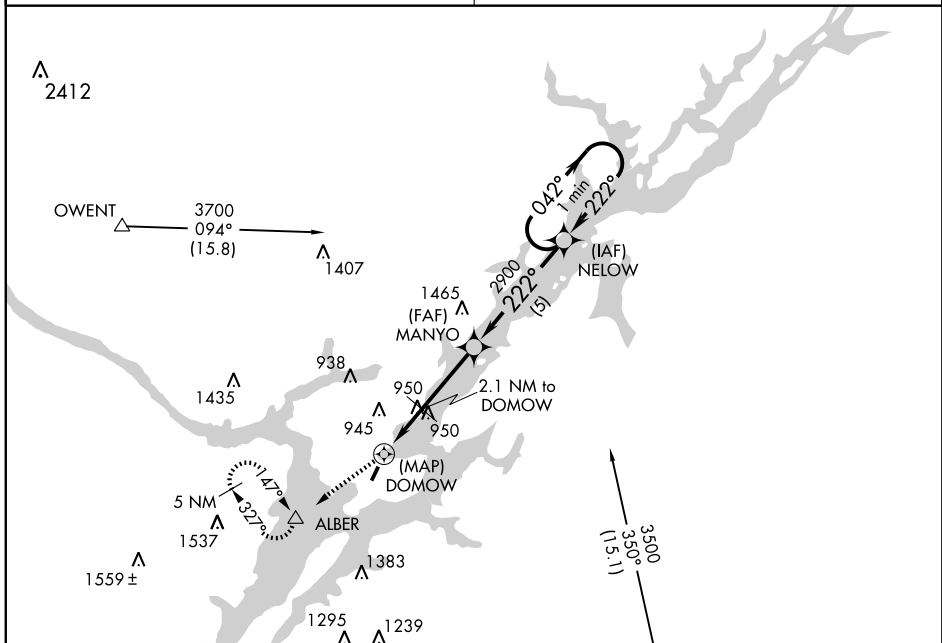 2412
OWENT
3700
094°
(15.8)
1407
042°
1 min
222°
(IAF)
NELOW
2900
222°
(5)
1465
(FAF)
MANYO
938
1435
950
2.1 NM to
DOMOW
945
950
(MAP)
DOMOW
147°
5 NM
327°
ALBER
1537
1559 ±
1383
3500
350°
(15.1)
1295
1239